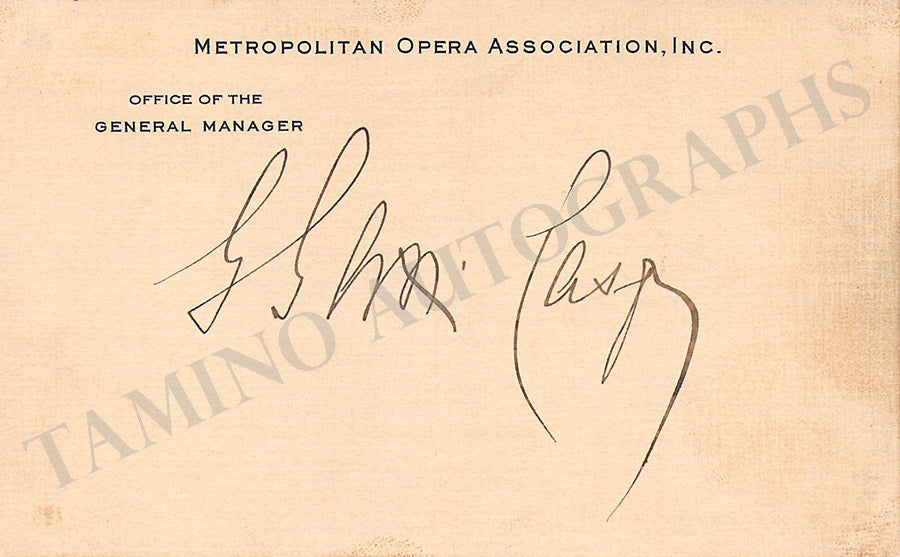 METROPOLITAN OPERA ASSOCIATION, INC.
OFFICE OF THE
GENERAL MANAGER
TAMINO AUTOGRAPHS